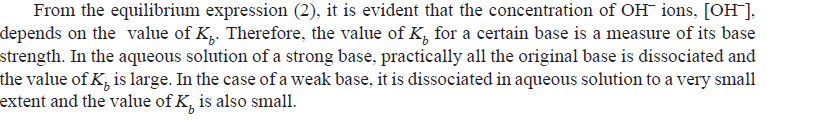 From the equilibrium expression (2), it is evident that the concentration of OH⁻ ions, [OH⁻],
depends on the value of K_b. Therefore, the value of K_b for a certain base is a measure of its base
strength. In the aqueous solution of a strong base, practically all the original base is dissociated and
the value of K_b is large. In the case of a weak base, it is dissociated in aqueous solution to a very small
extent and the value of K_b is also small.